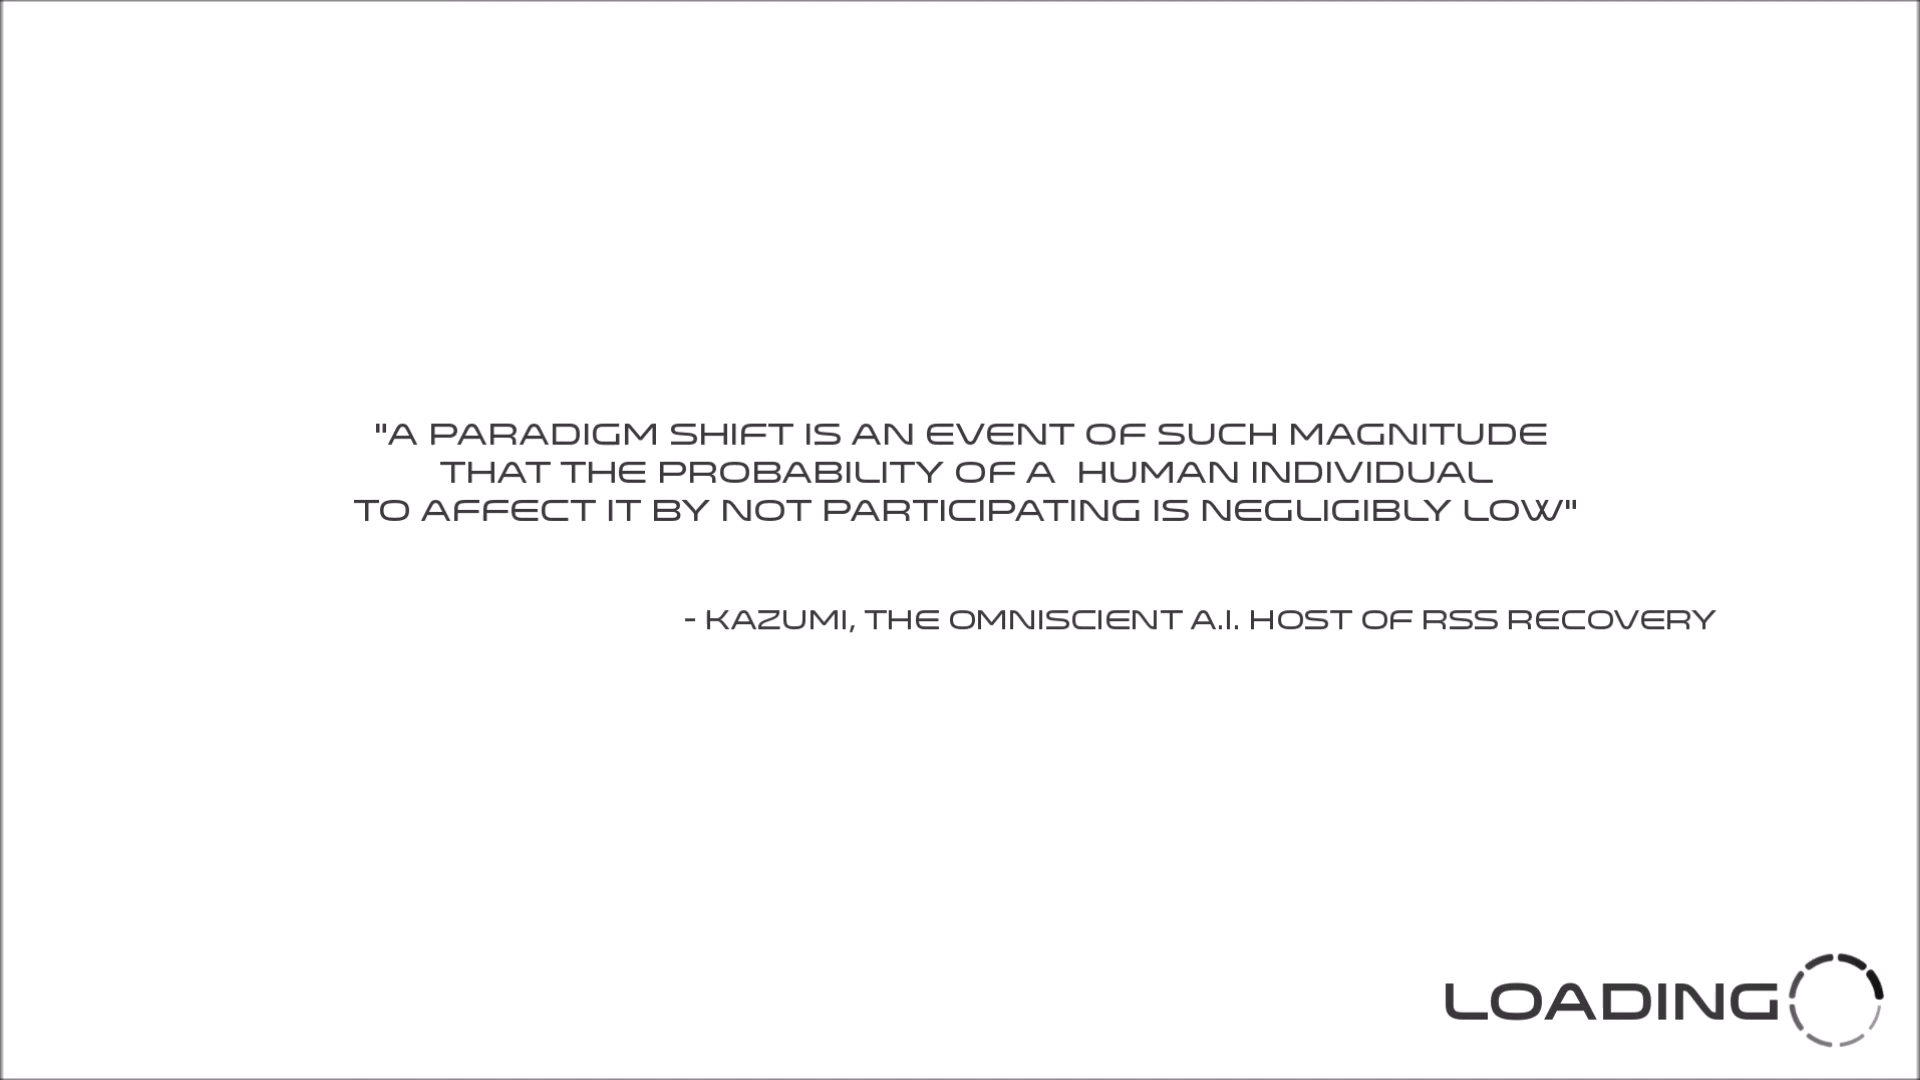 "A PARADIGM SHIFT IS AN EVENT OF SUCH MAGNITUDE
THAT THE PROBABILITY OF A  HUMAN INDIVIDUAL
TO AFFECT IT BY NOT PARTICIPATING IS NEGLIGIBLY LOW"
- KAZUMI, THE OMNISCIENT A.I. HOST OF RSS RECOVERY
LOADING